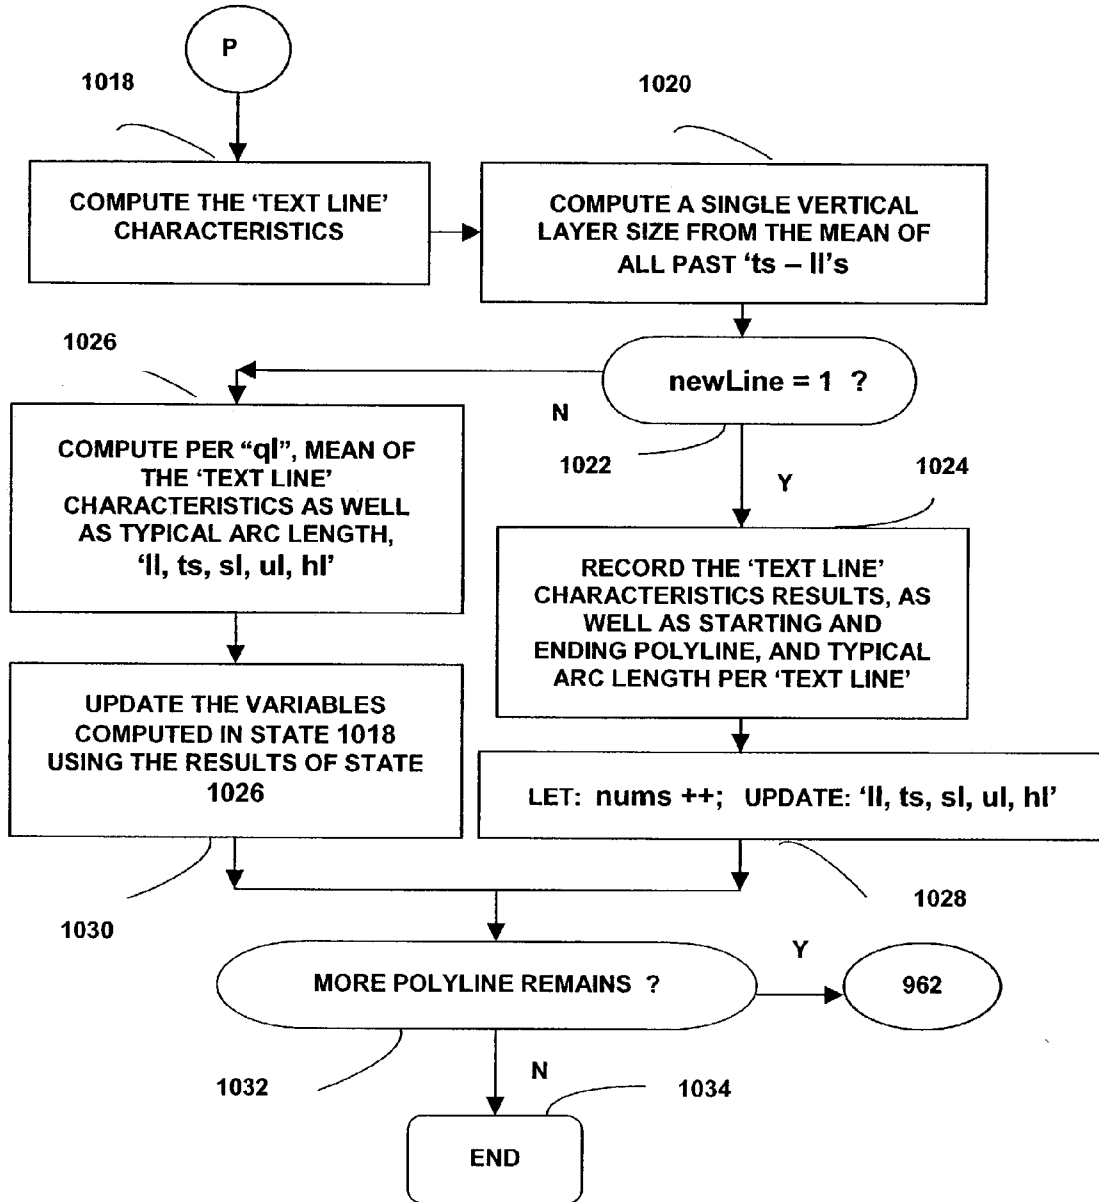 P
1018
1020
COMPUTE THE ‘TEXT LINE’
CHARACTERISTICS
COMPUTE A SINGLE VERTICAL
LAYER SIZE FROM THE MEAN OF
ALL PAST ‘ts – ll’s
1026
newLine = 1 ?
N
1022
Y
1024
COMPUTE PER “ql”, MEAN OF
THE ‘TEXT LINE’
CHARACTERISTICS AS WELL
AS TYPICAL ARC LENGTH,
‘ll, ts, sl, ul, hl’
RECORD THE ‘TEXT LINE’
CHARACTERISTICS RESULTS, AS
WELL AS STARTING AND
ENDING POLYLINE, AND TYPICAL
ARC LENGTH PER ‘TEXT LINE’
UPDATE THE VARIABLES
COMPUTED IN STATE 1018
USING THE RESULTS OF STATE
1026
LET: nums ++; UPDATE: ‘ll, ts, sl, ul, hl’
1030
1028
MORE POLYLINE REMAINS ?
Y
962
1032
N
1034
END